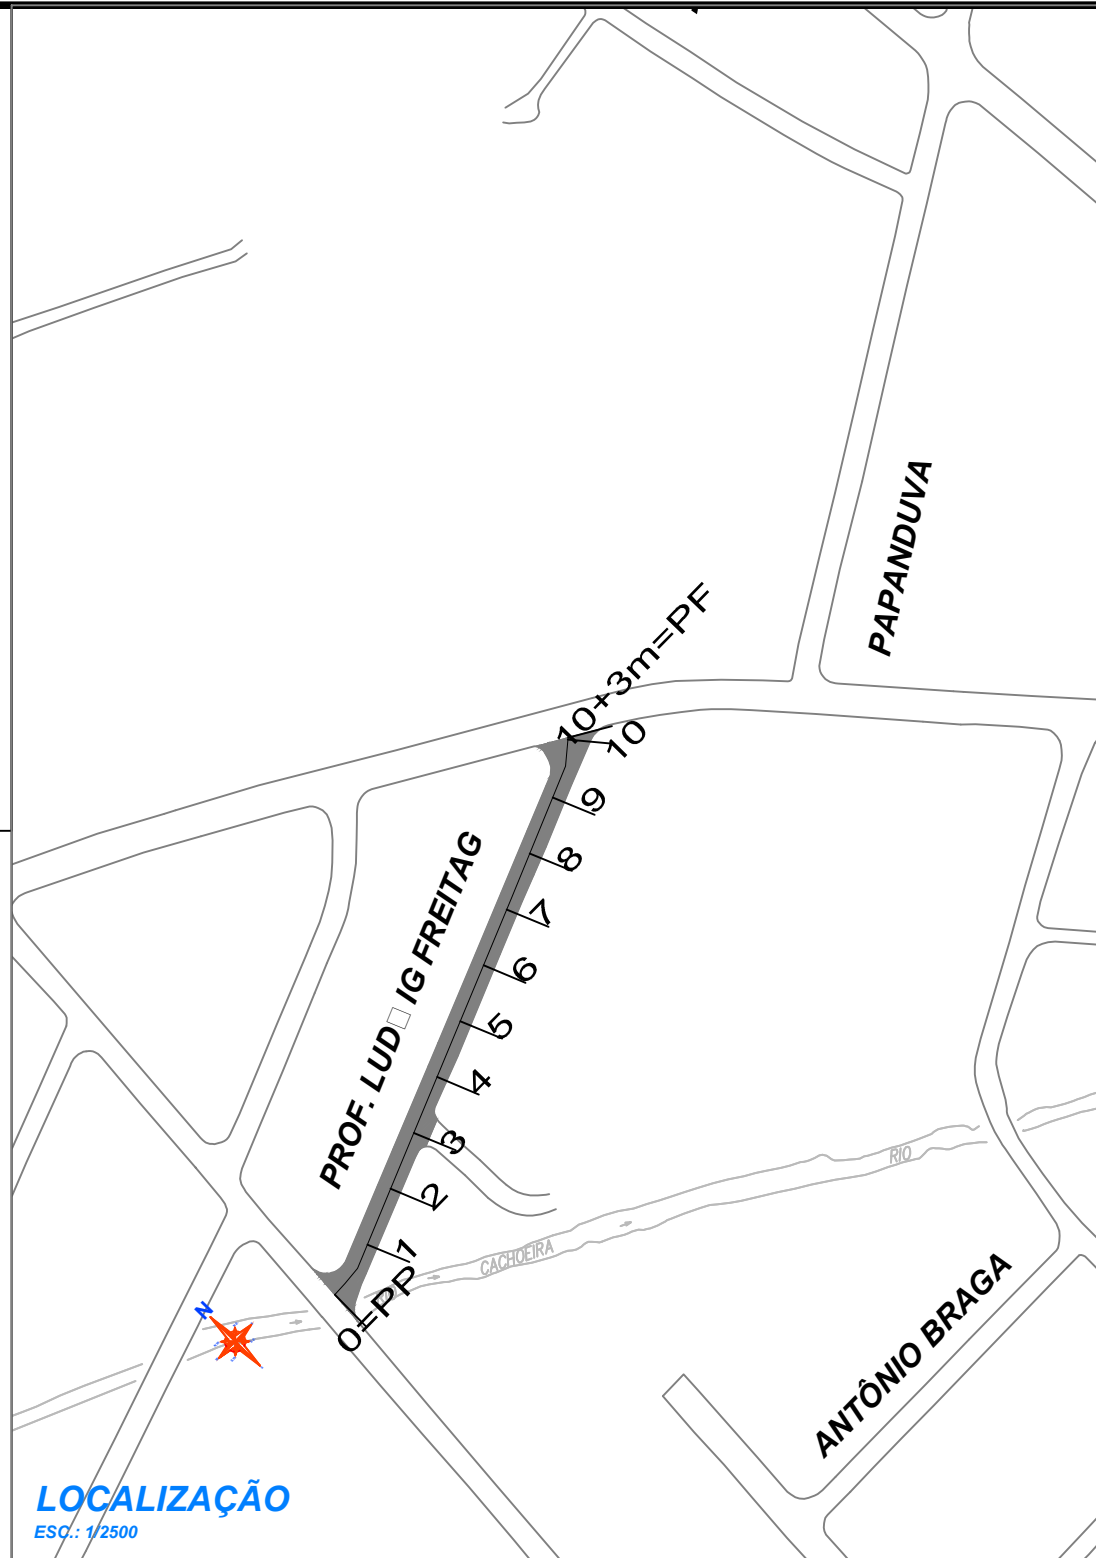 PAPANDUVA
10+3m=PF
10
9
8
7
6
5
4
3
2
1
0=PP
PROF. LUD□IG FREITAG
RIO
CACHOEIRA
ANTÔNIO BRAGA
N
LOCALIZAÇÃO
ESC.: 1/2500